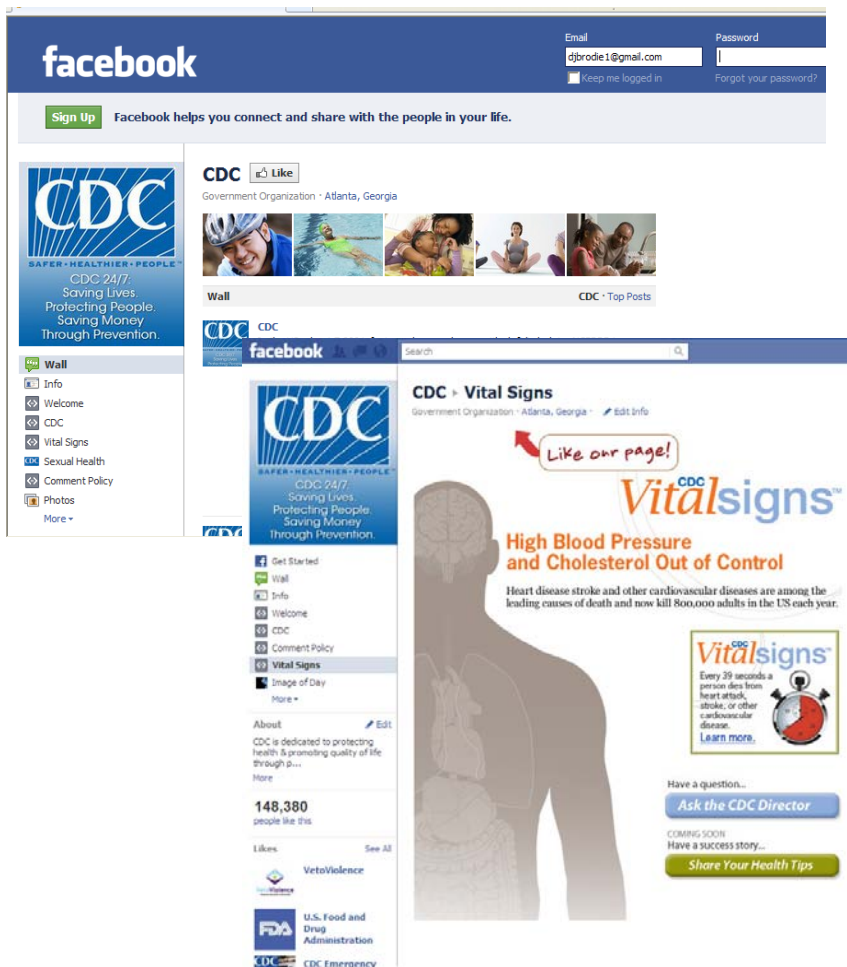 facebook
Email
Password
djbrodie1@gmail.com
Keep me logged in
Forgot your password?
Sign Up
Facebook helps you connect and share with the people in your life.
CDC
SAFER • HEALTHIER • PEOPLE™
CDC 24/7:
Saving Lives.
Protecting People.
Saving Money
Through Prevention.
Wall
Info
Welcome
CDC
Vital Signs
Sexual Health
Comment Policy
Photos
More
CDC
Like
Government Organization · Atlanta, Georgia
Wall
CDC · Top Posts
CDC
CDC
facebook
Search
CDC
SAFER • HEALTHIER • PEOPLE™
CDC 24/7:
Saving Lives.
Protecting People.
Saving Money
Through Prevention.
Get Started
Wall
Info
Welcome
CDC
Comment Policy
Vital Signs
Image of Day
More
About
Edit
CDC is dedicated to protecting
health & promoting quality of life
through p...
More
148,380
people like this
Likes
See All
VetoViolence
VetoViolence
FDA
U.S. Food and
Drug
Administration
CDC
CDC Emergency
CDC ▸ Vital Signs
Government Organization · Atlanta, Georgia ·
Edit Info
Like our page!
CDC
Vitalsigns™
High Blood Pressure
and Cholesterol Out of Control
Heart disease stroke and other cardiovascular diseases are among the
leading causes of death and now kill 800,000 adults in the US each year.
CDC
Vitalsigns™
Every 39 seconds a
person dies from
heart attack,
stroke, or other
cardiovascular
disease.
Learn more.
Have a question...
Ask the CDC Director
COMING SOON
Have a success story...
Share Your Health Tips